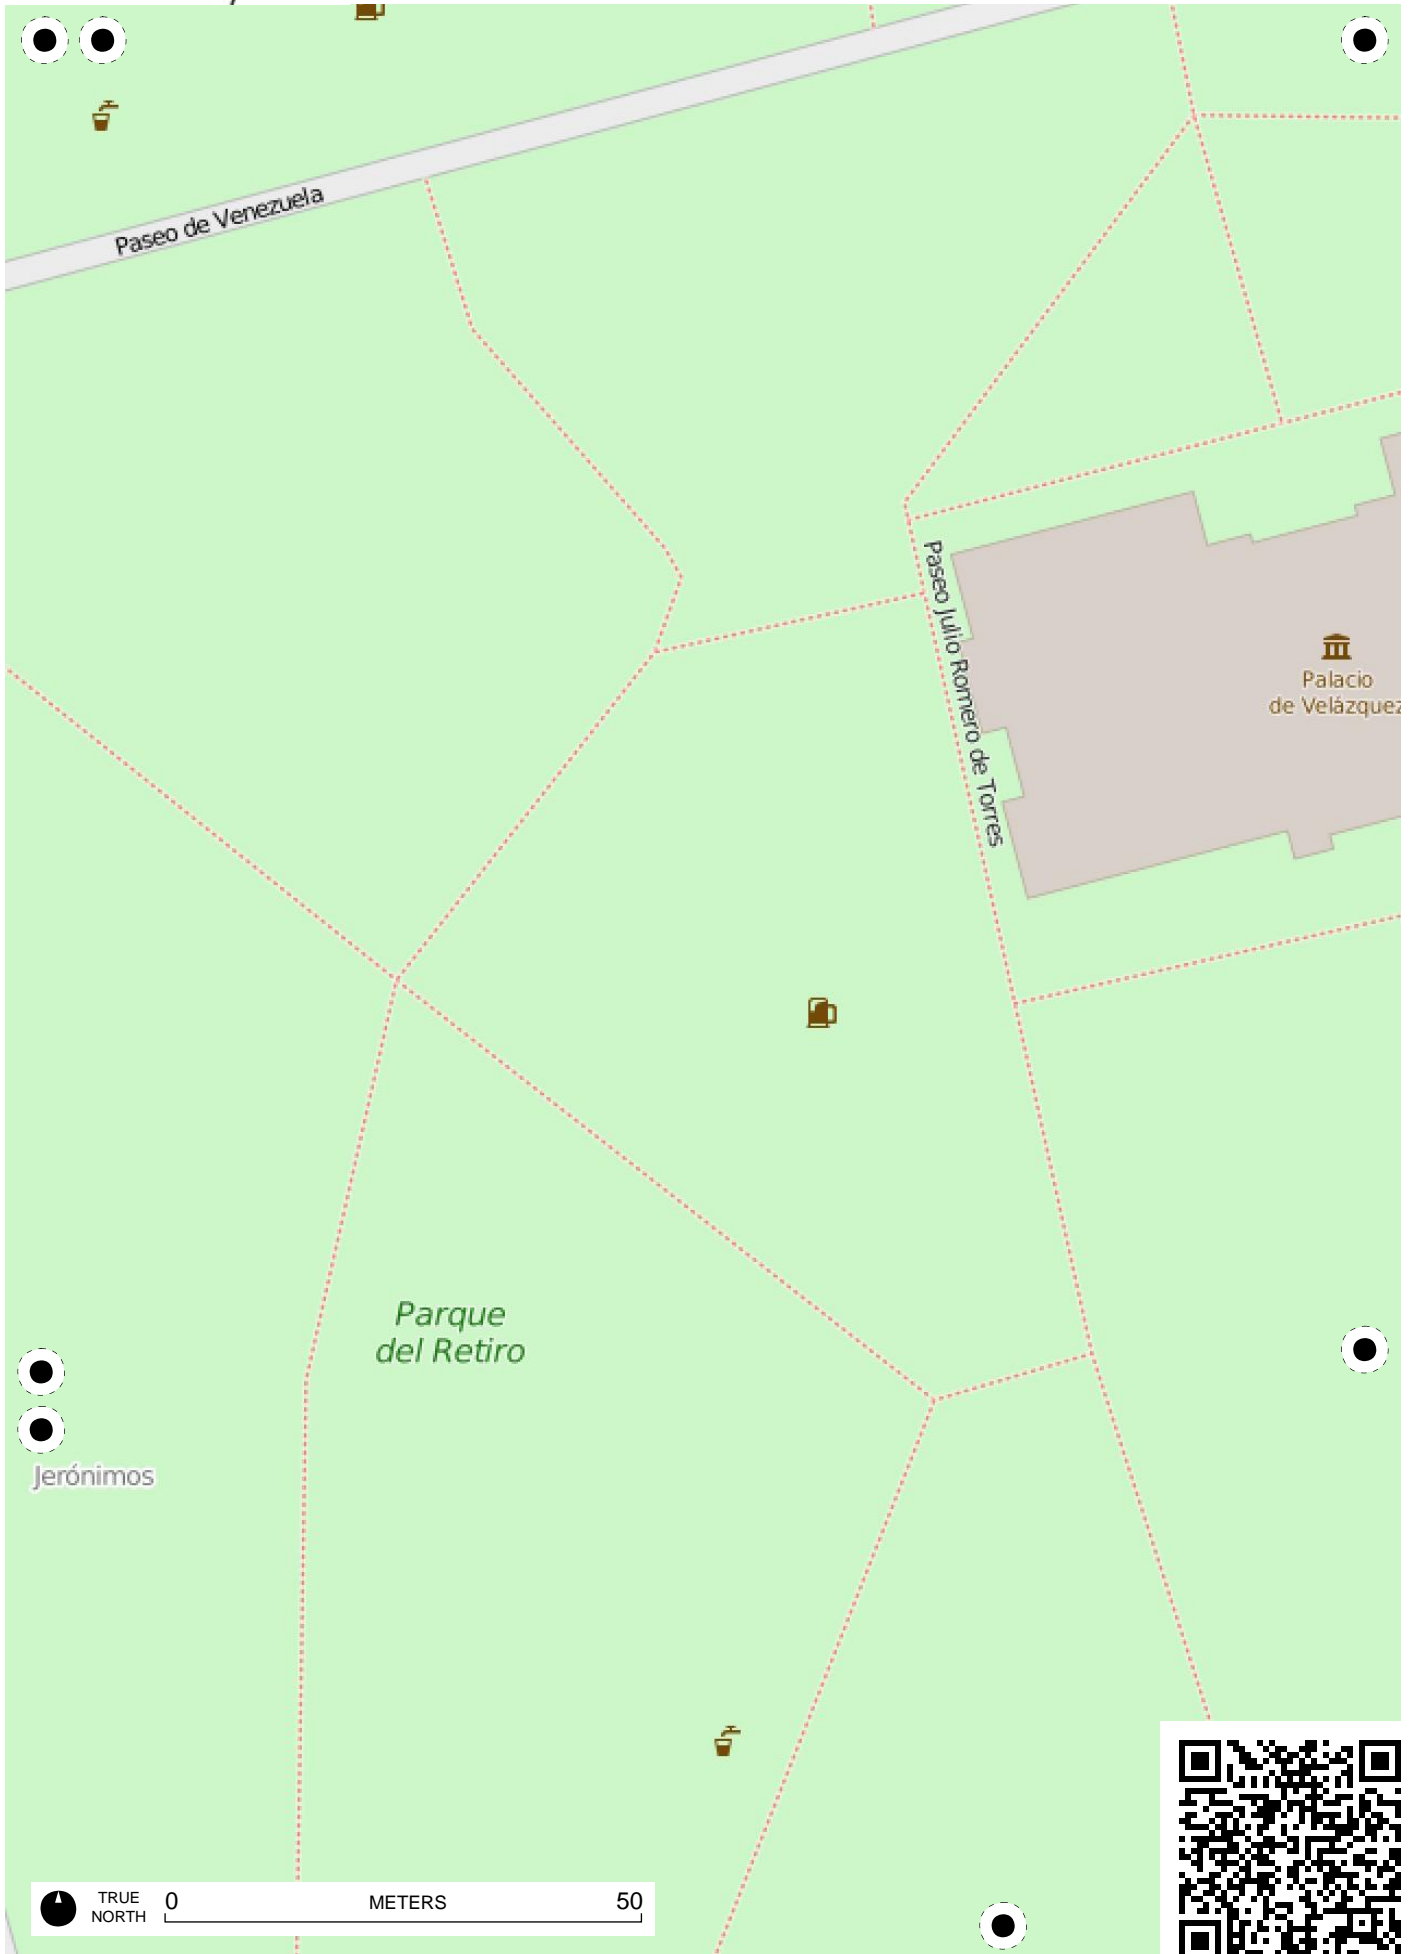 Paseo de Venezuela
Paseo Julio Romero de Torres
Palacio
de Velázquez
Parque
del Retiro
Jerónimos
TRUE
NORTH
0
METERS
50